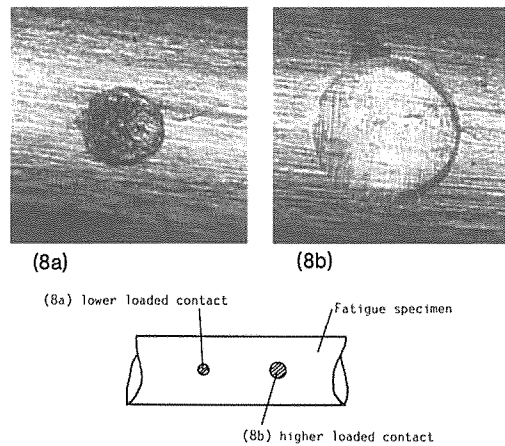 (8a)
(8b)
(8a) lower loaded contact
Fatigue specimen
(8b) higher loaded contact